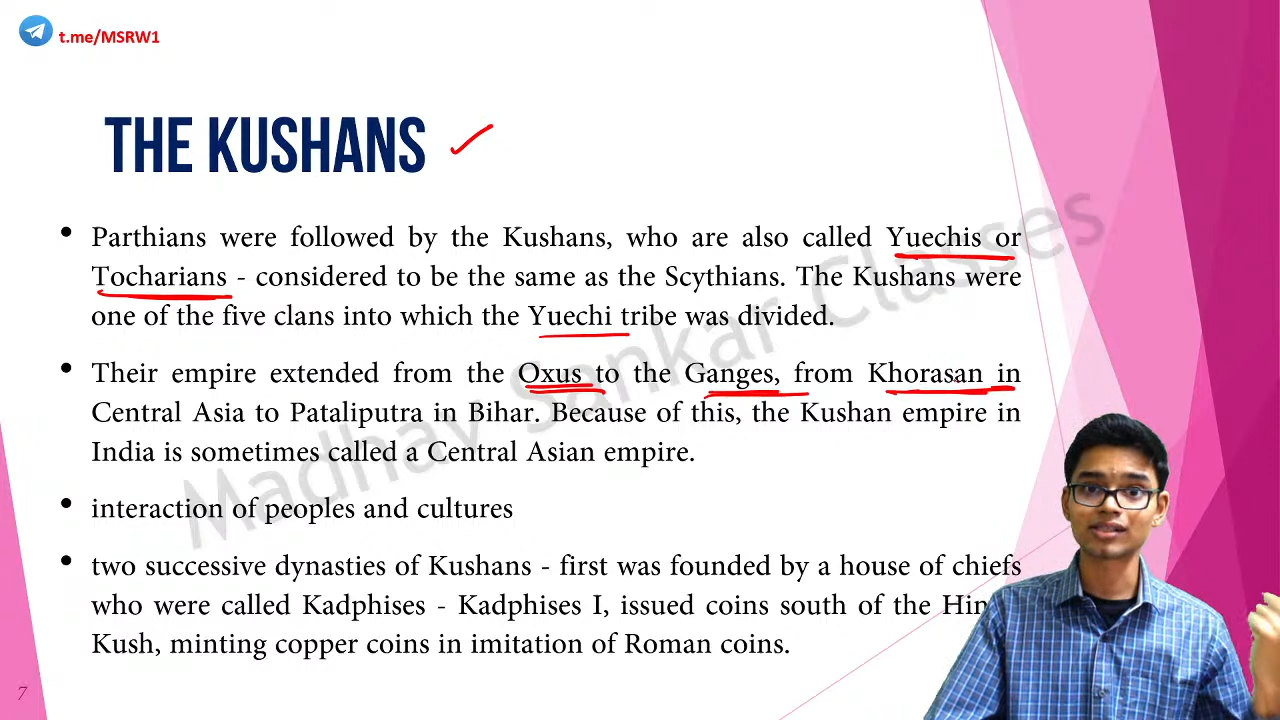 t.me/MSRW1
THE KUSHANS
• Parthians were followed by the Kushans, who are also called Yuechis or
Tocharians - considered to be the same as the Scythians. The Kushans were
one of the five clans into which the Yuechi tribe was divided.
• Their empire extended from the Oxus to the Ganges, from Khorasan in
Central Asia to Pataliputra in Bihar. Because of this, the Kushan empire in
India is sometimes called a Central Asian empire.
• interaction of peoples and cultures
• two successive dynasties of Kushans - first was founded by a house of chiefs
who were called Kadphises - Kadphises I, issued coins south of the
Kush, minting copper coins in imitation of Roman coins.
Madhav Sankar Classes
7